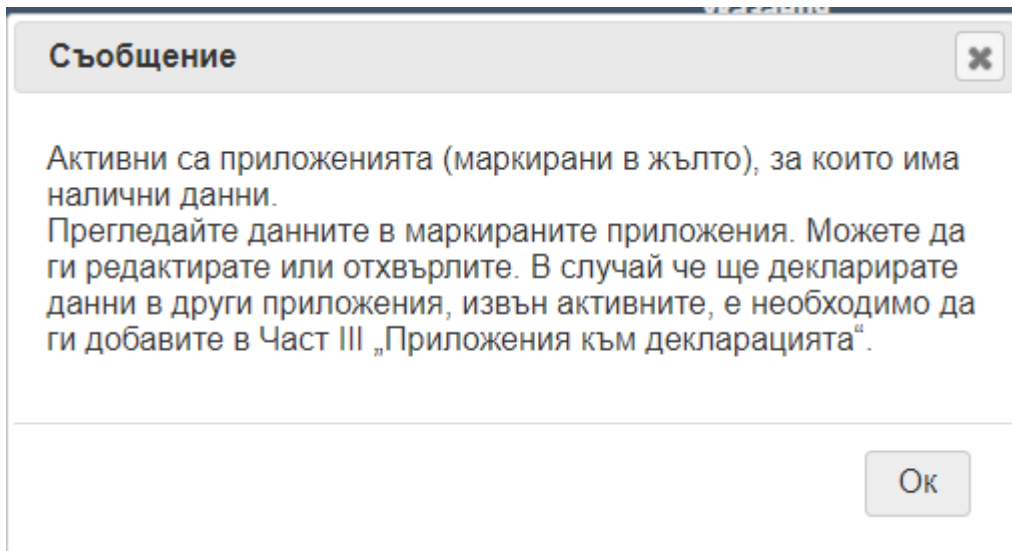 Съобщение
Активни са приложенията (маркирани в жълто), за които има
налични данни.
Прегледайте данните в маркираните приложения. Можете да
ги редактирате или отхвърлите. В случай че ще декларирате
данни в други приложения, извън активните, е необходимо да
ги добавите в Част III „Приложения към декларацията“.
Ок